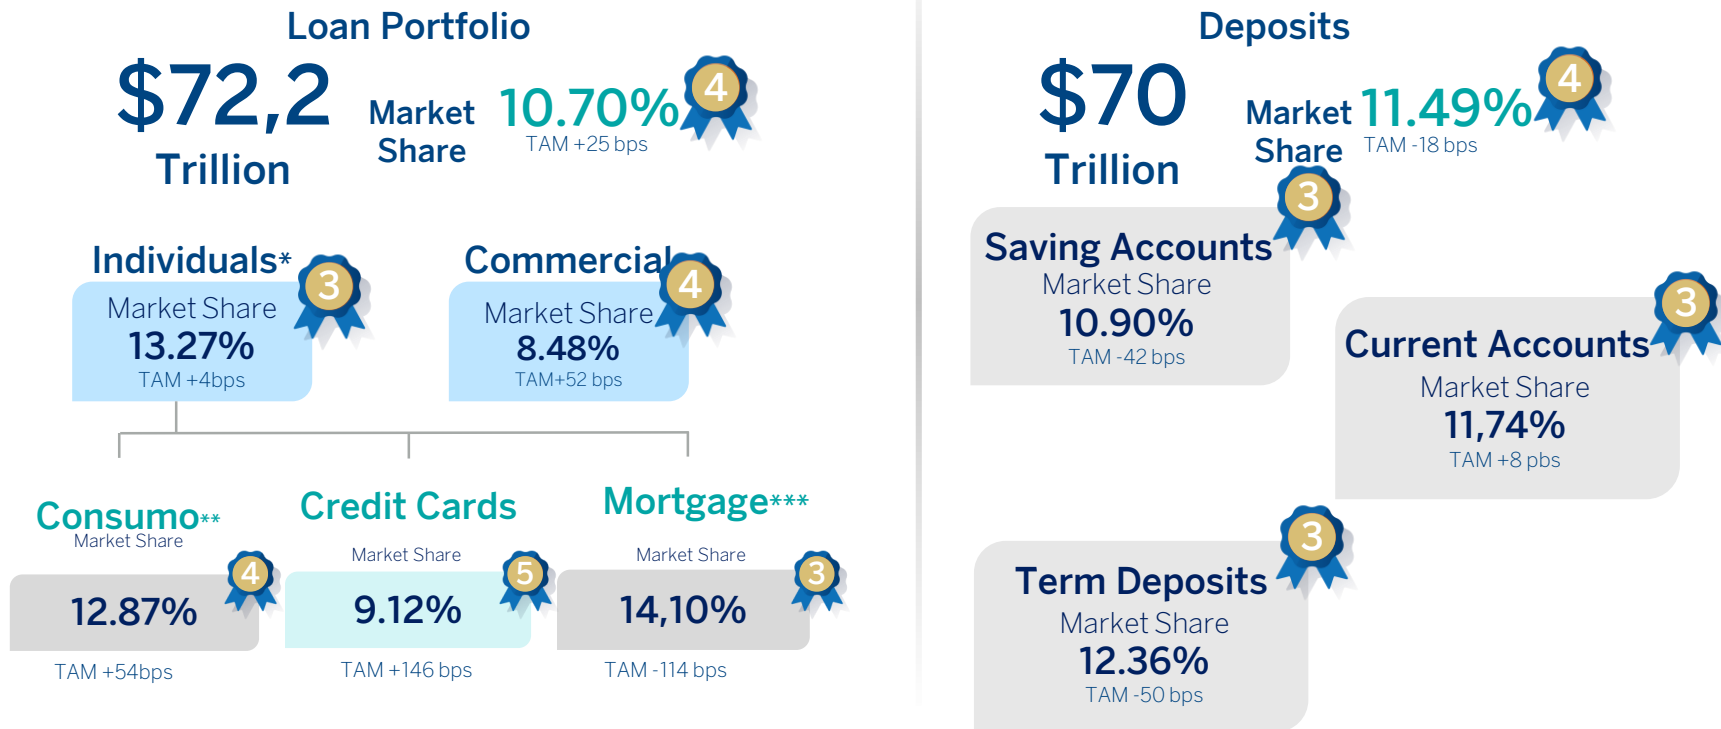 Loan Portfolio
$72,2
Trillion
Market
Share
10.70%
TAM +25 bps
4
Individuals*
3
Market Share
13.27%
TAM +4bps
Commercial
4
Market Share
8.48%
TAM+52 bps
Consumo**
Market Share
4
12.87%
TAM +54bps
Credit Cards
Market Share
5
9.12%
TAM +146 bps
Mortgage***
Market Share
3
14,10%
TAM -114 bps
Deposits
$70
Trillion
Market
Share
11.49%
TAM -18 bps
4
3
Saving Accounts
Market Share
10.90%
TAM -42 bps
3
Current Accounts
Market Share
11,74%
TAM +8 pbs
3
Term Deposits
Market Share
12.36%
TAM -50 bps